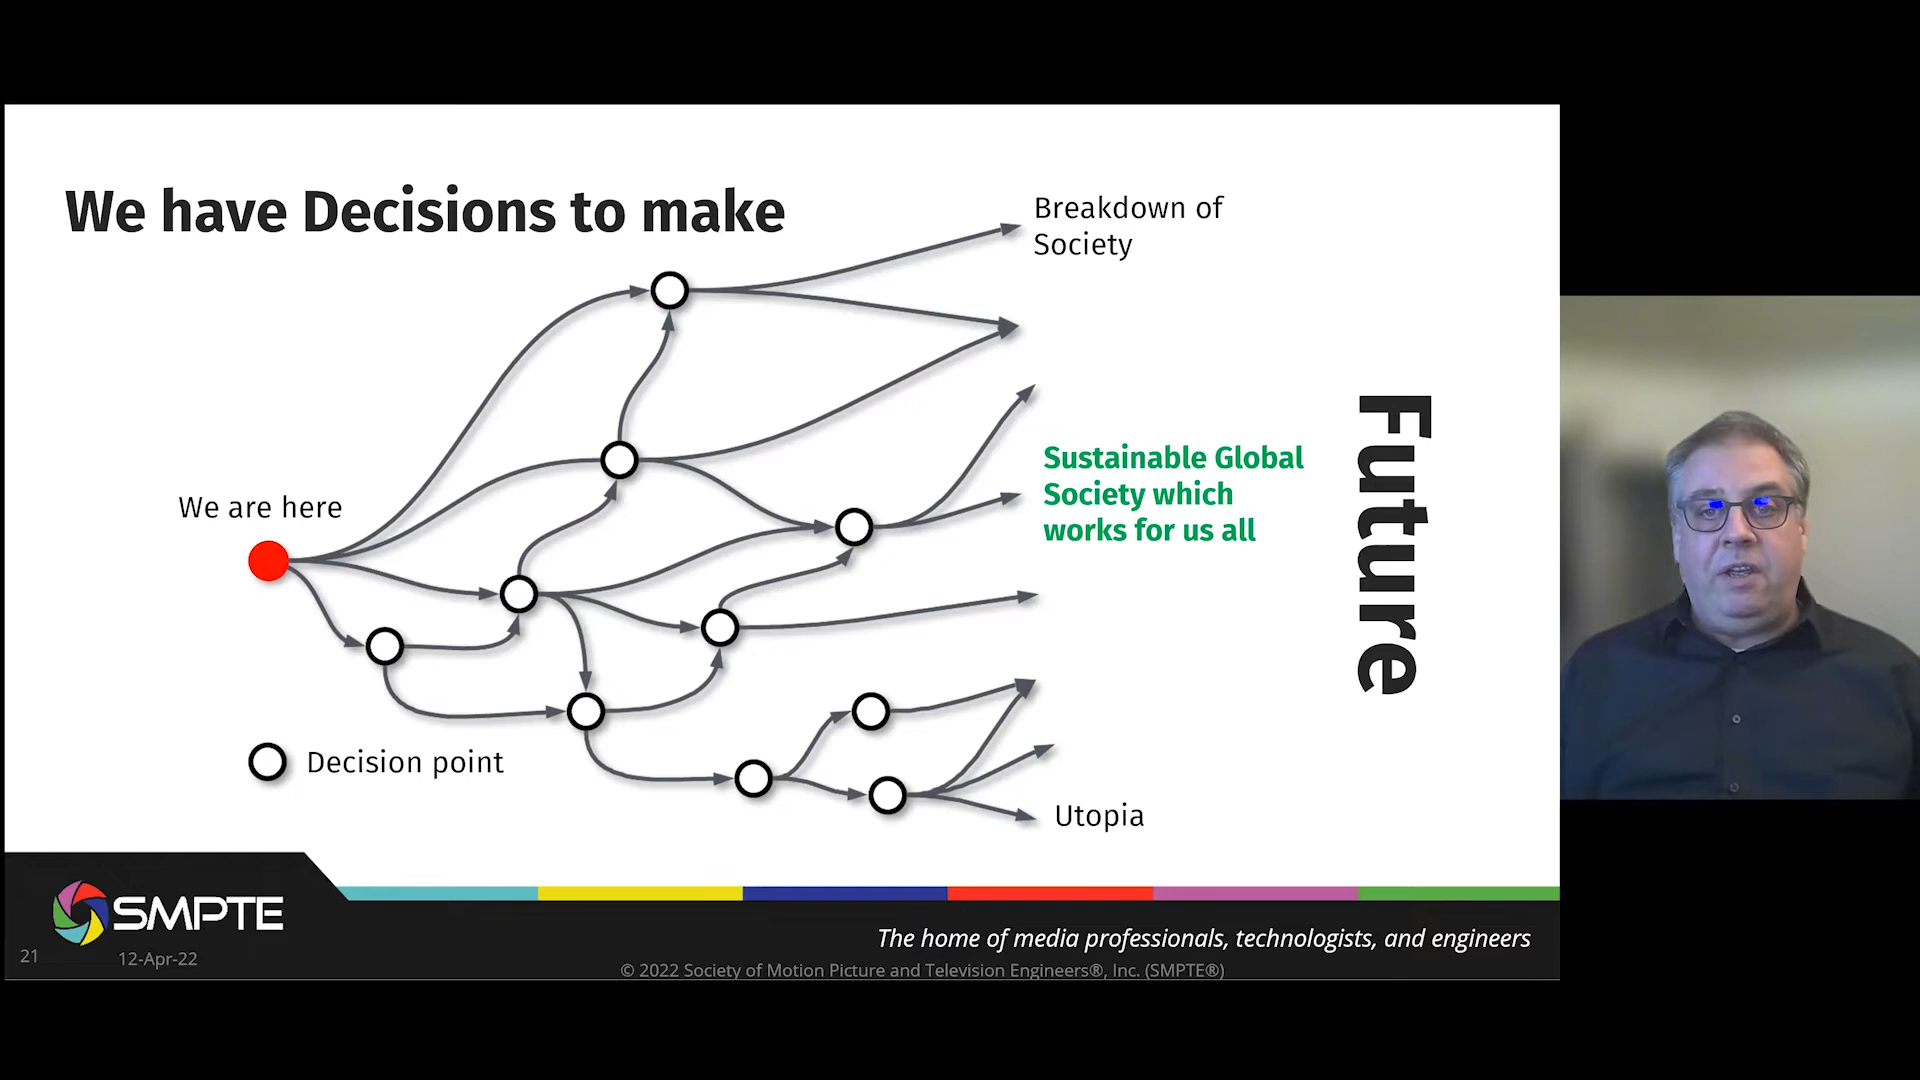 We have Decisions to make
Breakdown of
Society
Sustainable Global
Society which
works for us all
Future
We are here
Decision point
Utopia
SMPTE
The home of media professionals, technologists, and engineers
21
12-Apr-22
© 2022 Society of Motion Picture and Television Engineers®, Inc. (SMPTE®)